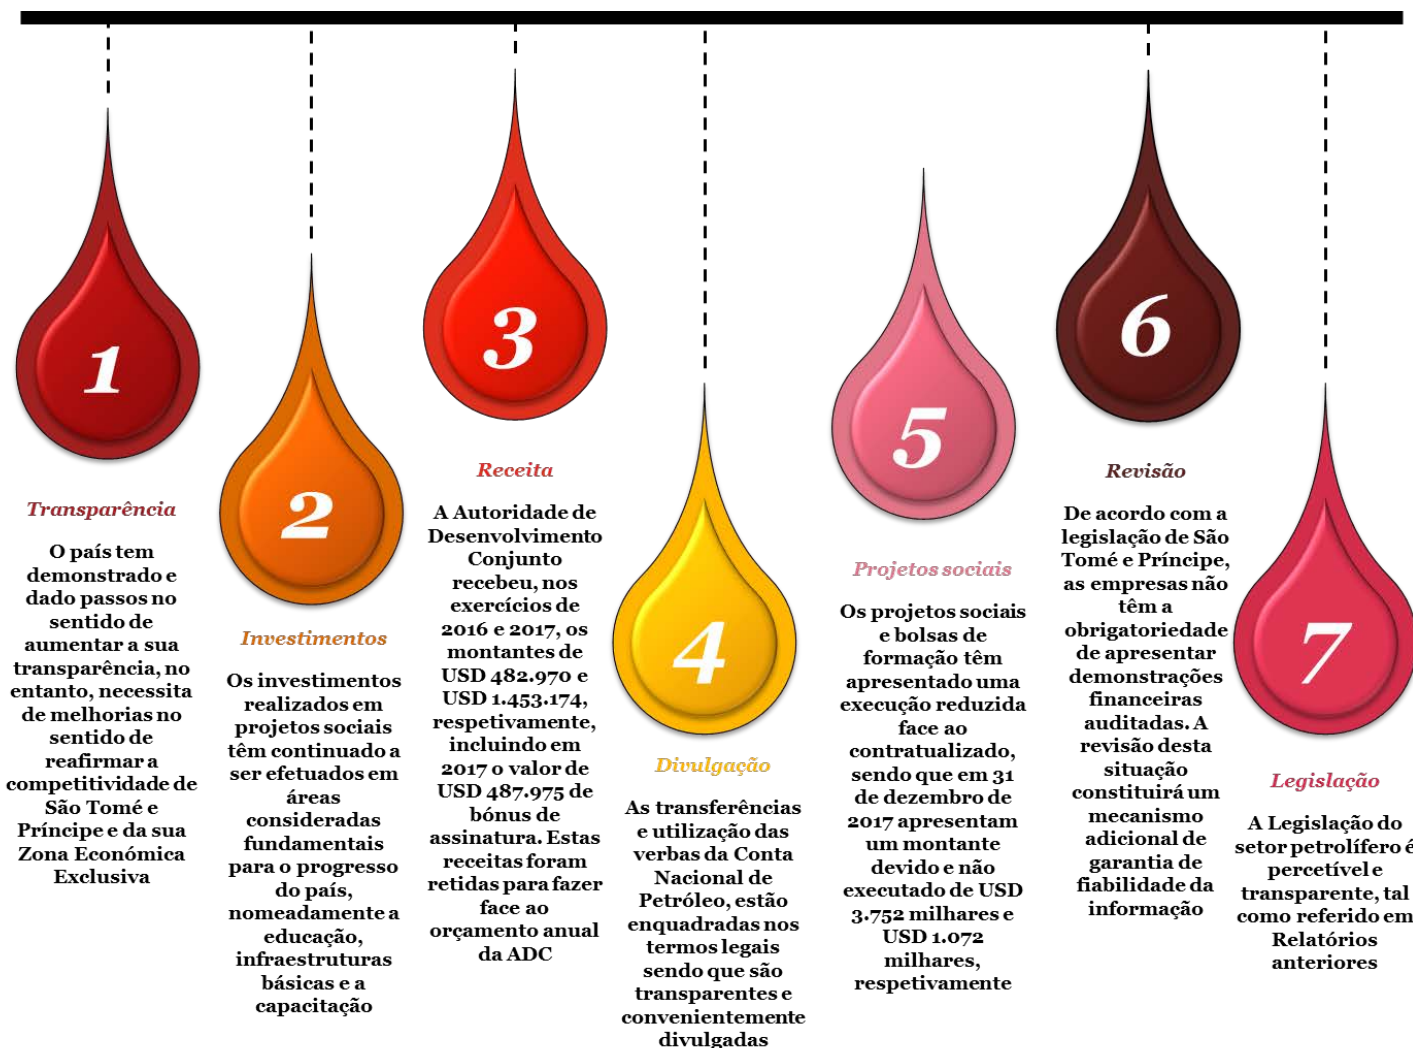 1
Transparência
O país tem
demonstrado e
dado passos no
sentido de
aumentar a sua
transparência, no
entanto, necessita
de melhorias no
sentido de
reafirmar a
competitividade de
São Tomé e
Príncipe e da sua
Zona Económica
Exclusiva
2
Investimentos
Os investimentos
realizados em
projetos sociais
têm continuado a
ser efetuados em
áreas
consideradas
fundamentais
para o progresso
do país,
nomeadamente a
educação,
infraestruturas
básicas e a
capacitação
3
Receita
A Autoridade de
Desenvolvimento
Conjunto
recebeu, nos
exercícios de
2016 e 2017, os
montantes de
USD 482.970 e
USD 1.453.174,
respetivamente,
incluindo em
2017 o valor de
USD 487.975 de
bónus de
assinatura. Estas
receitas foram
retidas para fazer
face ao
orçamento anual
da ADC
4
Divulgação
As transferências
e utilização das
verbas da Conta
Nacional de
Petróleo, estão
enquadradas nos
termos legais
sendo que são
transparentes e
convenientemente
divulgadas
5
Projetos sociais
Os projetos sociais
e bolsas de
formação têm
apresentado uma
execução reduzida
face ao
contratualizado,
sendo que em 31
de dezembro de
2017 apresentam
um montante
devido e não
executado de USD
3.752 milhares e
USD 1.072
milhares,
respetivamente
6
Revisão
De acordo com a
legislação de São
Tomé e Príncipe,
as empresas não
têm a
obrigatoriedade
de apresentar
demonstrações
financeiras
auditadas. A
revisão desta
situação
constituirá um
mecanismo
adicional de
garantia de
fiabilidade da
informação
7
Legislação
A Legislação do
setor petrolífero é
percetível e
transparente, tal
como referido em
Relatórios
anteriores